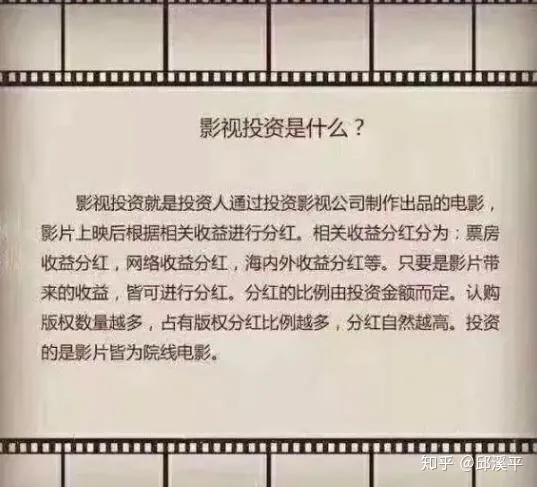 影视投资是什么?
影视投资就是投资人通过投资影视公司制作出品的电影,
影片上映后根据相关收益进行分红。相关收益分红分为:票房
收益分红,网络收益分红,海内外收益分红等。只要是影片带
来的收益,皆可进行分红。分红的比例由投资金额而定。认购
版权数量越多,占有版权分红比例越多,分红自然越高。投资
的是影片皆为院线电影。
知乎 @邱溪平